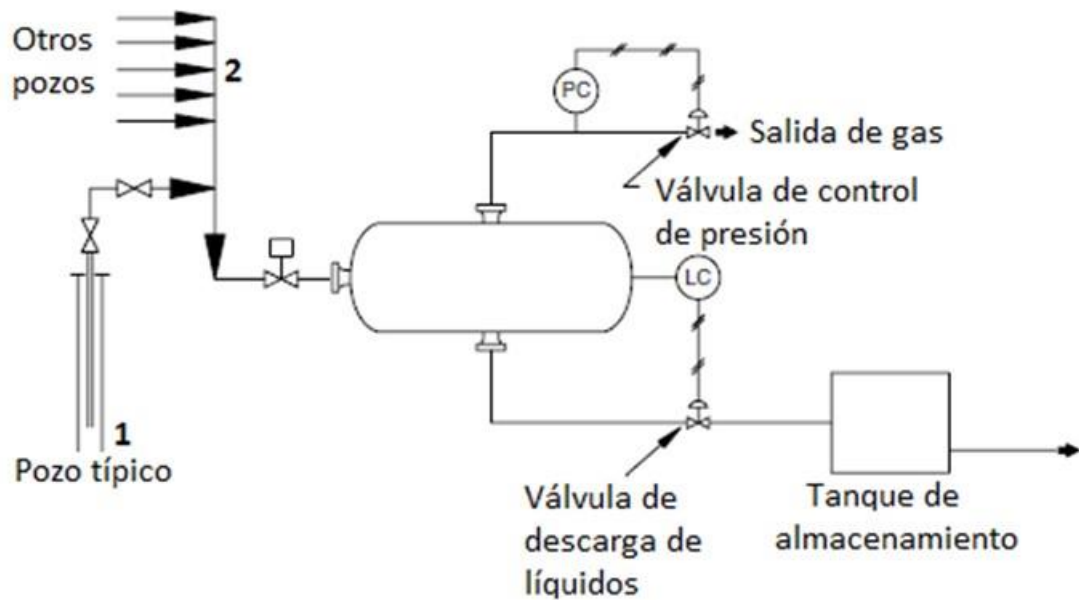 Otros
pozos
2
PC
Salida de gas
Válvula de control
de presión
LC
1
Pozo típico
Válvula de
descarga de
líquidos
Tanque de
almacenamiento